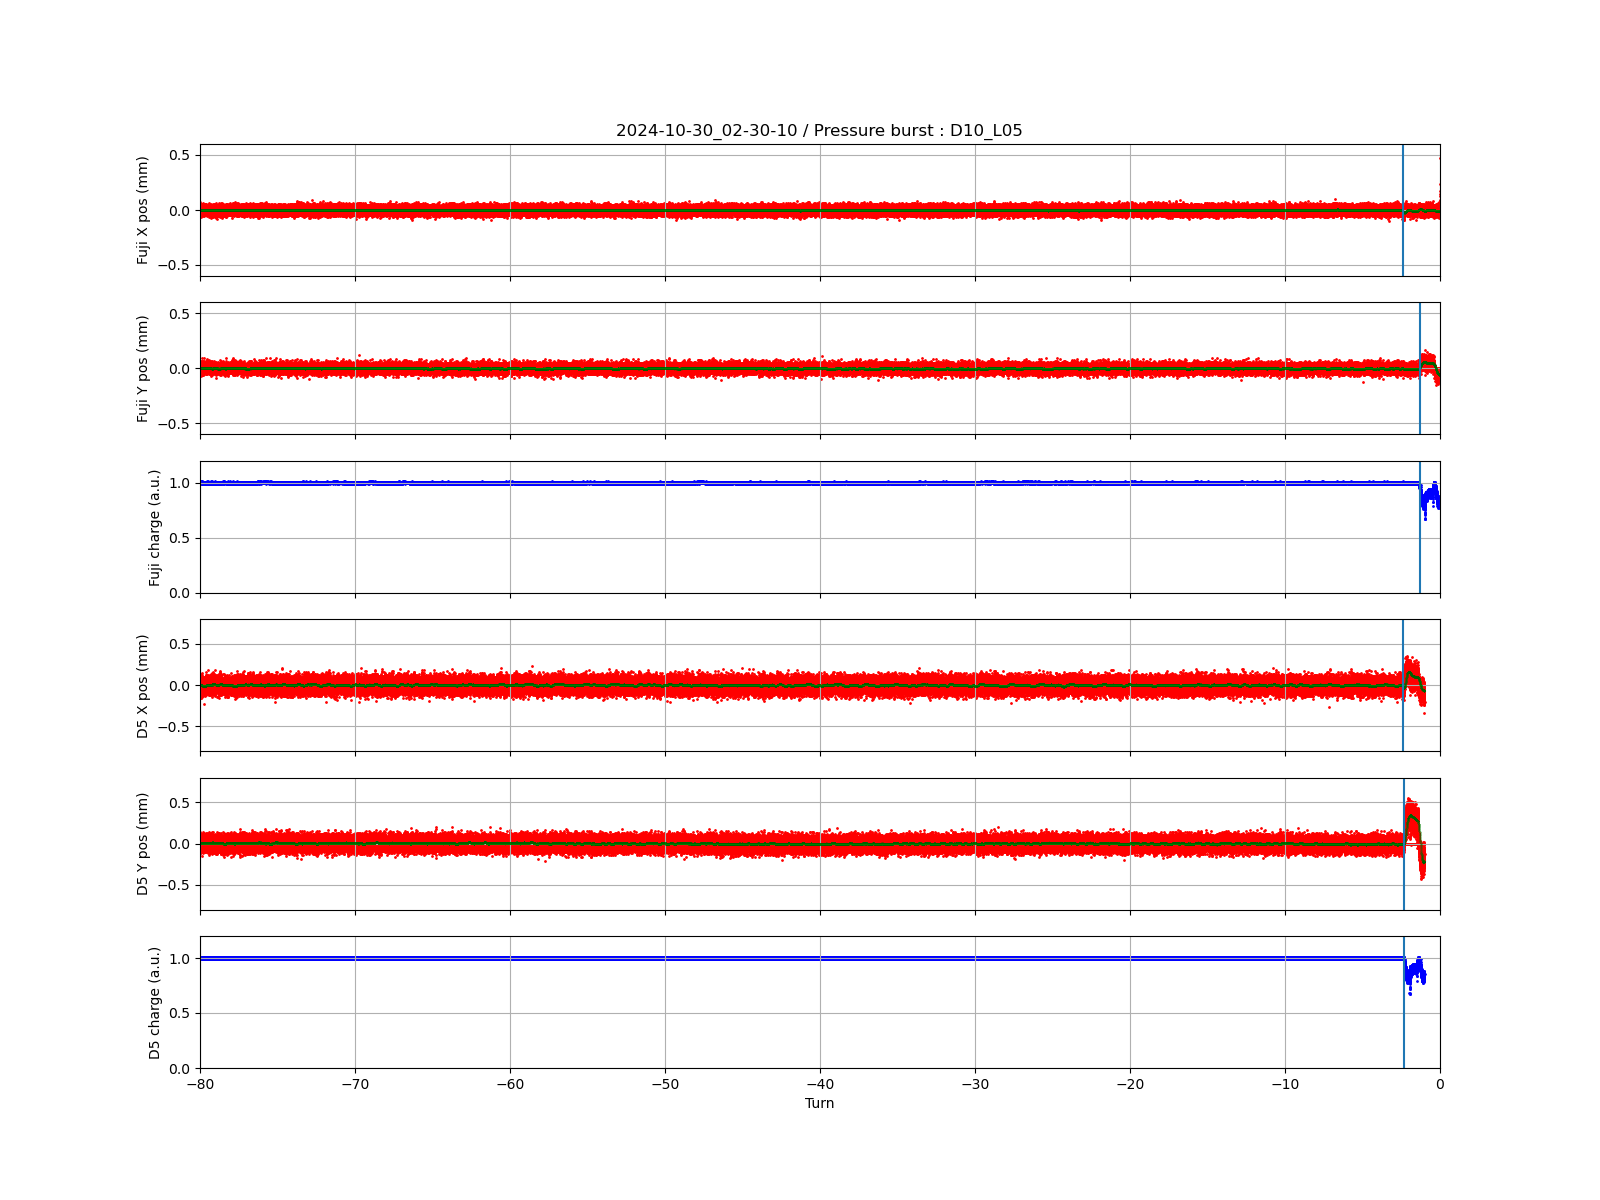 2024-10-30_02-30-10 / Pressure burst : D10_L05
Fuji X pos (mm)
0.5
0.0
−0.5
Fuji Y pos (mm)
0.5
0.0
−0.5
Fuji charge (a.u.)
1.0
0.5
0.0
D5 X pos (mm)
0.5
0.0
−0.5
D5 Y pos (mm)
0.5
0.0
−0.5
D5 charge (a.u.)
1.0
0.5
0.0
−80 −70 −60 −50 −40 −30 −20 −10 0
Turn